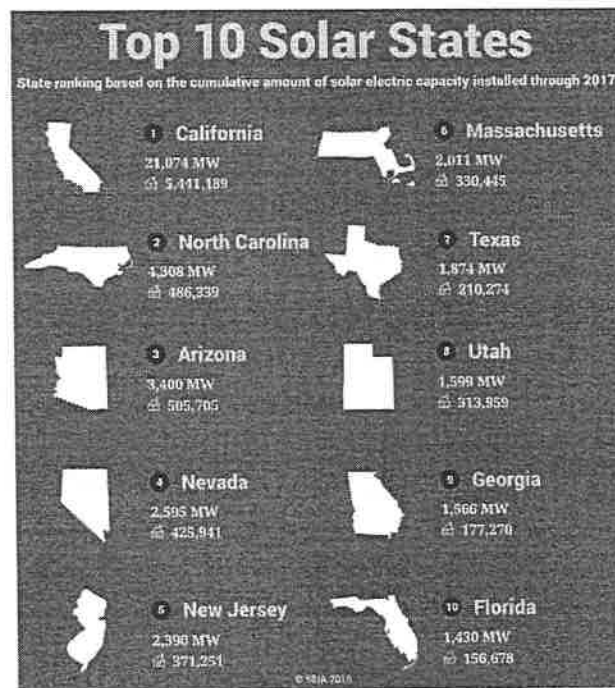 Top 10 Solar States
State ranking based on the cumulative amount of solar electric capacity installed through 2017
1 California
21,074 MW
5,441,189
2 North Carolina
4,308 MW
486,339
3 Arizona
3,400 MW
505,705
4 Nevada
2,595 MW
425,941
5 New Jersey
2,390 MW
371,251
6 Massachusetts
2,011 MW
330,445
7 Texas
1,874 MW
210,274
8 Utah
1,599 MW
313,959
9 Georgia
1,566 MW
177,270
10 Florida
1,430 MW
156,678
© SEIA 2018